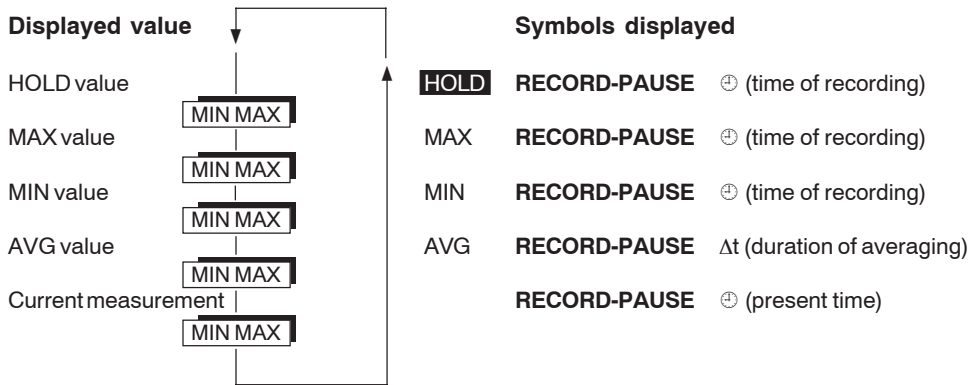 Displayed value Symbols displayed
HOLD value HOLD RECORD-PAUSE 🕘 (time of recording)
MIN MAX
MAX value MAX RECORD-PAUSE 🕘 (time of recording)
MIN MAX
MIN value MIN RECORD-PAUSE 🕘 (time of recording)
MIN MAX
AVG value AVG RECORD-PAUSE Δt (duration of averaging)
MIN MAX
Current measurement RECORD-PAUSE 🕘 (present time)
MIN MAX